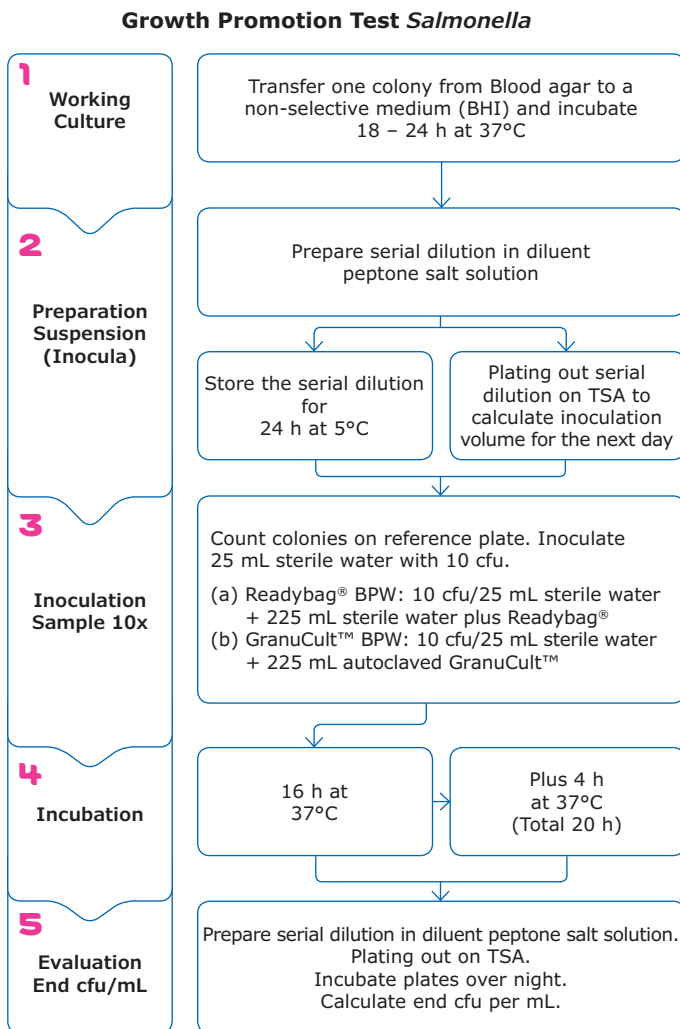 Growth Promotion Test Salmonella
1
Working
Culture
Transfer one colony from Blood agar to a
non-selective medium (BHI) and incubate
18 – 24 h at 37°C
2
Preparation
Suspension
(Inocula)
Prepare serial dilution in diluent
peptone salt solution
Store the serial dilution
for
24 h at 5°C
Plating out serial
dilution on TSA to
calculate inoculation
volume for the next day
3
Inoculation
Sample 10x
Count colonies on reference plate. Inoculate
25 mL sterile water with 10 cfu.
(a) Readybag® BPW: 10 cfu/25 mL sterile water
+ 225 mL sterile water plus Readybag®
(b) GranuCult™ BPW: 10 cfu/25 mL sterile water
+ 225 mL autoclaved GranuCult™
4
Incubation
16 h at
37°C
Plus 4 h
at 37°C
(Total 20 h)
5
Evaluation
End cfu/mL
Prepare serial dilution in diluent peptone salt solution.
Plating out on TSA.
Incubate plates over night.
Calculate end cfu per mL.